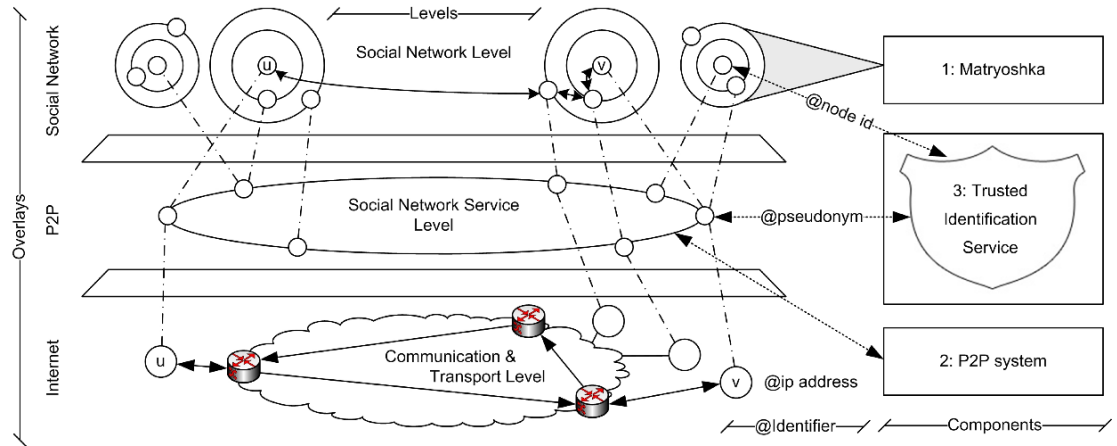 Levels
Social Network
Social Network Level
u
v
1: Matryoshka
@node id
Overlays
P2P
Social Network Service
Level
@pseudonym
3: Trusted
Identification
Service
Internet
u
Communication &
Transport Level
v
@ip address
2: P2P system
@Identifier
Components